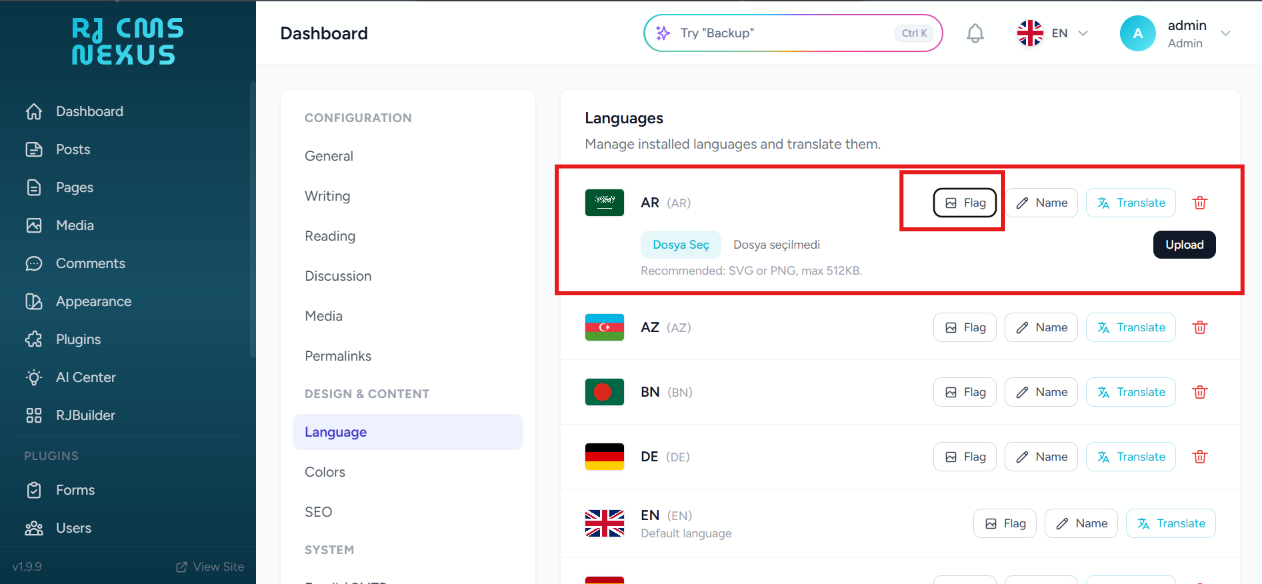 RJ CMS
NEXUS
Dashboard
Posts
Pages
Media
Comments
Appearance
Plugins
AI Center
RJBuilder
PLUGINS
Forms
Users
v1.9.9
View Site
Dashboard
Try "Backup"
Ctrl K
EN
A
admin
Admin
CONFIGURATION
General
Writing
Reading
Discussion
Media
Permalinks
DESIGN & CONTENT
Language
Colors
SEO
SYSTEM
Languages
Manage installed languages and translate them.
AR (AR) Flag Name Translate
Dosya Seç Dosya seçilmedi Upload
Recommended: SVG or PNG, max 512KB.
AZ (AZ) Flag Name Translate
BN (BN) Flag Name Translate
DE (DE) Flag Name Translate
EN (EN) Flag Name Translate
Default language